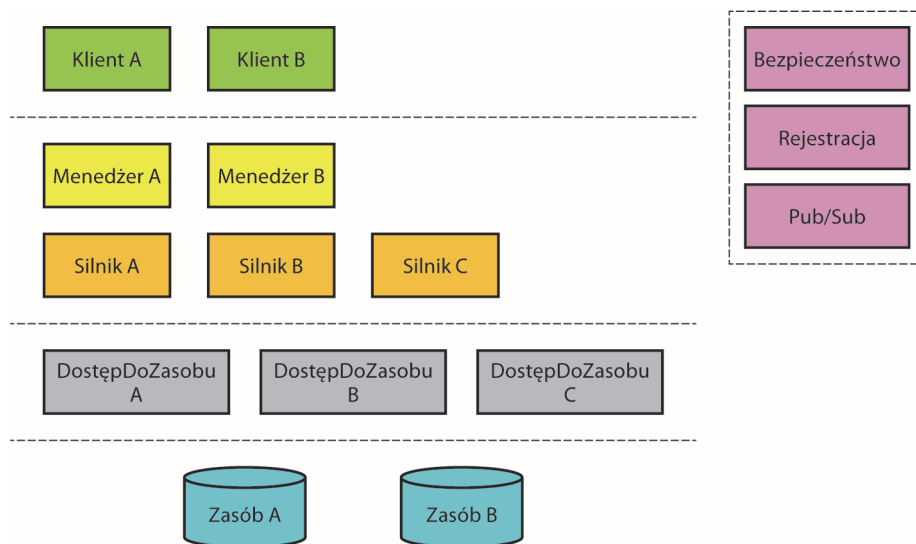 Klient A
Klient B
Menedżer A
Menedżer B
Silnik A
Silnik B
Silnik C
DostępDoZasobu
A
DostępDoZasobu
B
DostępDoZasobu
C
Zasób A
Zasób B
Bezpieczeństwo
Rejestracja
Pub/Sub